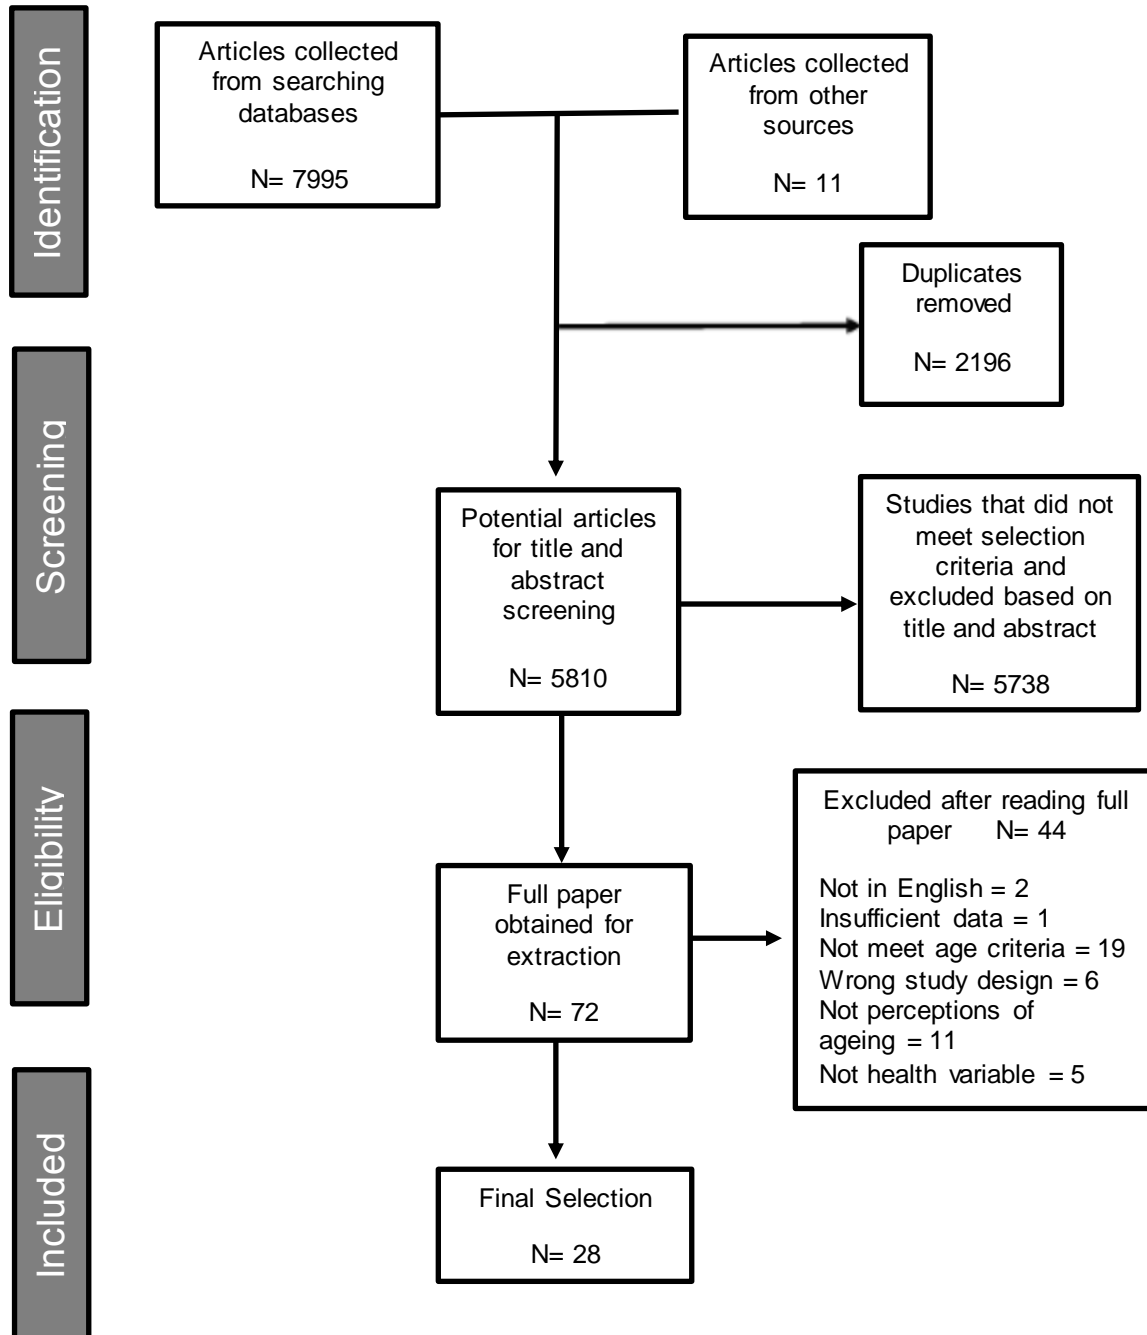 Identification
Articles collected
from searching
databases
N= 7995
Articles collected
from other
sources
N= 11
Duplicates
removed
N= 2196
Screening
Potential articles
for title and
abstract
screening
N= 5810
Studies that did not
meet selection
criteria and
excluded based on
title and abstract
N= 5738
Eligibility
Full paper
obtained for
extraction
N= 72
Excluded after reading full
paper N= 44
Not in English = 2
Insufficient data = 1
Not meet age criteria = 19
Wrong study design = 6
Not perceptions of
ageing = 11
Not health variable = 5
Included
Final Selection
N= 28